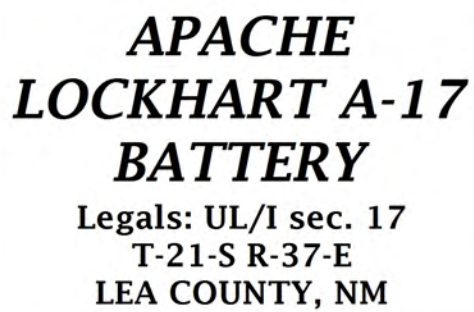 APACHE
LOCKHART A-17
BATTERY
Legals: UL/I sec. 17
T-21-S R-37-E
LEA COUNTY, NM